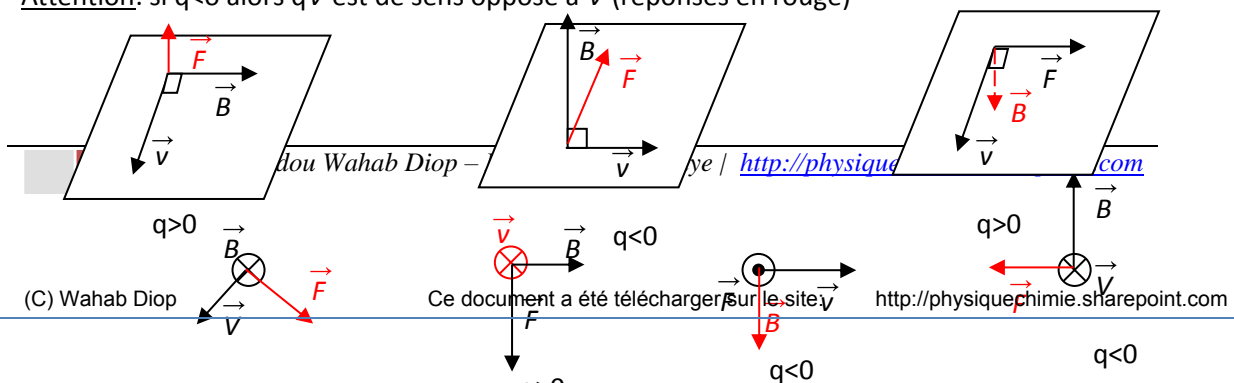 Attention: si q<0 alors qv est de sens opposé à v (réponses en rouge)
F
B
v
B
F
v
F
B
v
dou Wahab Diop –
ye | http://physique
com
q>0
q<0
q>0
B
B
F
V
v
B
F
F
B
v
V
F
(C) Wahab Diop
Ce document a été télécharger sur le site:
http://physiquechimie.sharepoint.com
q<0
q<0